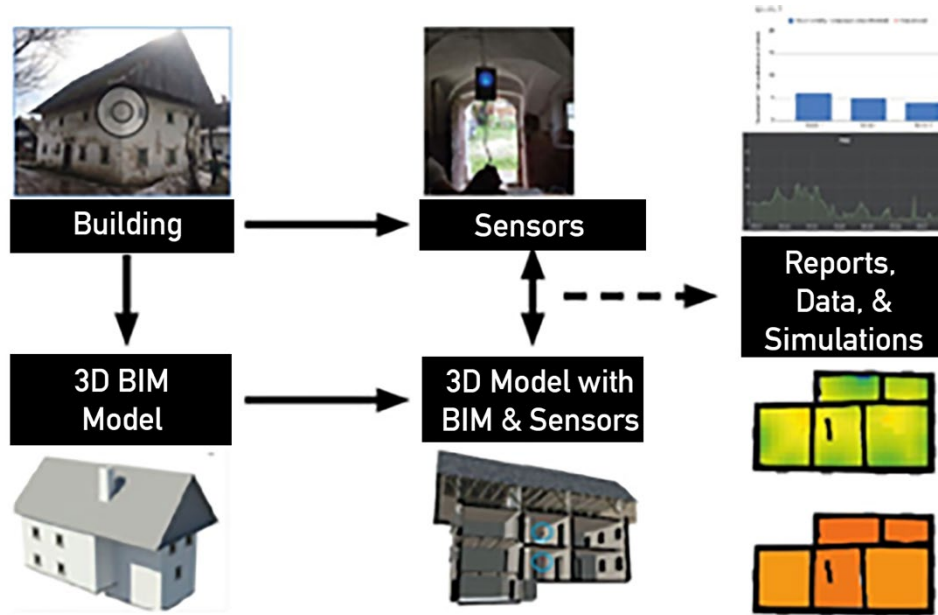 Building
Sensors
Reports,
Data, &
Simulations
3D BIM
Model
3D Model with
BIM & Sensors